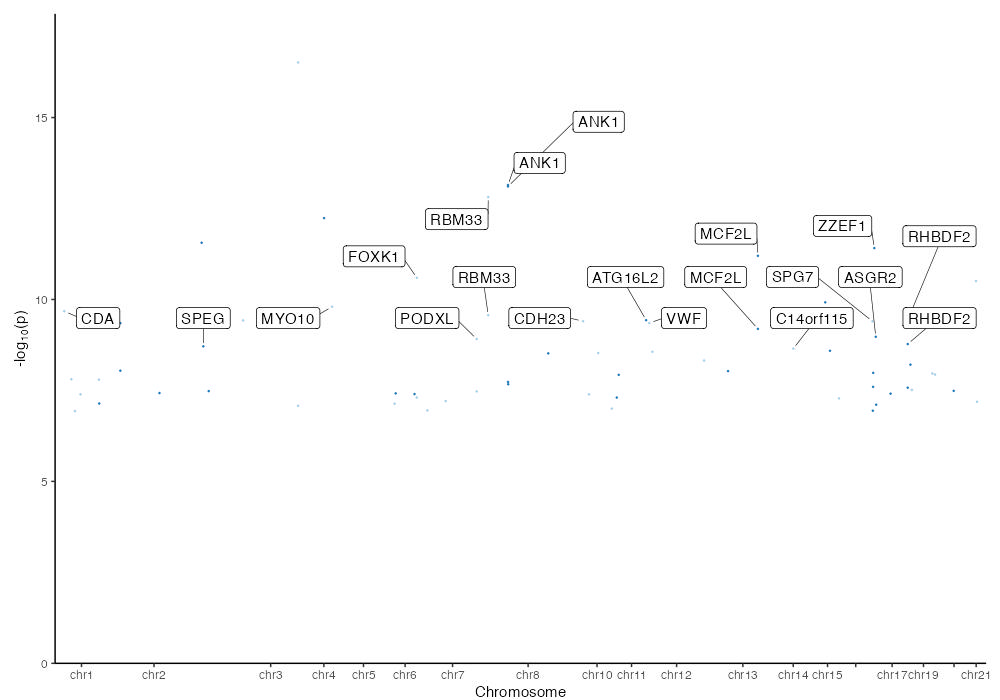 15
10
5
0
-log10(p)
ANK1
ANK1
RBM33
MCF2L
ZZEF1
RHBDF2
FOXK1
RBM33
ATG16L2
MCF2L
SPG7
ASGR2
CDA
SPEG
MYO10
PODXL
CDH23
VWF
C14orf115
RHBDF2
chr1 chr2 chr3 chr4 chr5 chr6 chr7 chr8 chr10 chr11 chr12 chr13 chr14 chr15 chr17 chr19 chr21
Chromosome